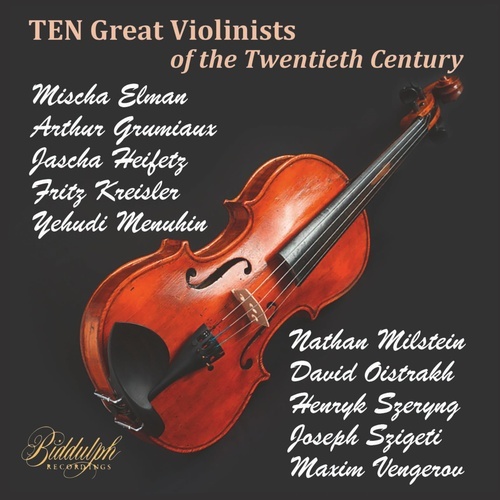 TEN Great Violinists
of the Twentieth Century
Mischa Elman
Arthur Grumiaux
Jascha Heifetz
Fritz Kreisler
Yehudi Menuhin
Nathan Milstein
David Oistrakh
Henryk Szeryng
Joseph Szigeti
Maxim Vengerov
Biddulph
RECORDINGS